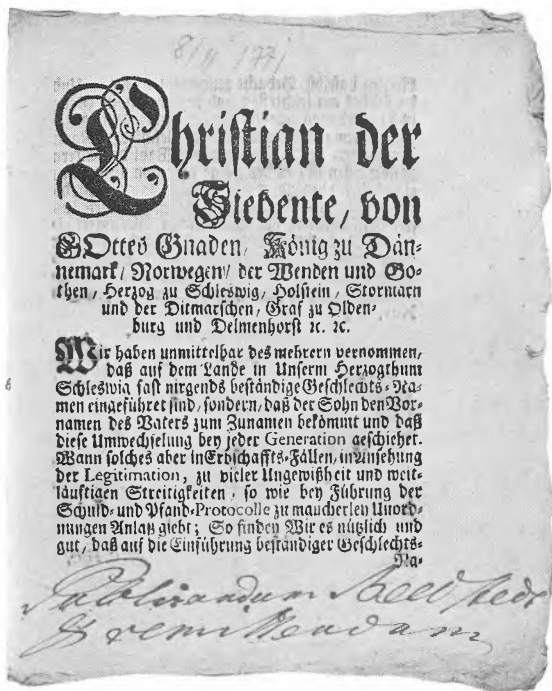 8/11 1771
Christian der
Siebente, von
GOttes Gnaden, König zu Dän-
nemark, Norwegen, der Wenden und Go-
then, Herzog zu Schleswig, Holstein, Stormarn
und der Ditmarschen, Graf zu Olden-
burg und Delmenhorst ꝛc. ꝛc.
Wir haben unmittelbar des mehrern vernommen,
daß auf dem Lande in Unserm Herzogthum
Schleswig fast nirgends beständige Geschlechts-Na-
men eingeführet sind, sondern, daß der Sohn den Vor-
namen des Vaters zum Zunamen bekömmt und daß
diese Umwechselung bey jeder Generation geschiehet.
Wann solches aber in Erbschaffts-Fällen, in Ansehung
der Legitimation, zu vieler Ungewißheit und weit-
läuftigen Streitigkeiten, so wie bey Führung der
Schuld- und Pfand-Protocolle zu mancherley Unord-
nungen Anlaß giebt; So finden Wir es nützlich und
gut, daß auf die Einführung beständiger Geschlechts-
Na-
Publicandum